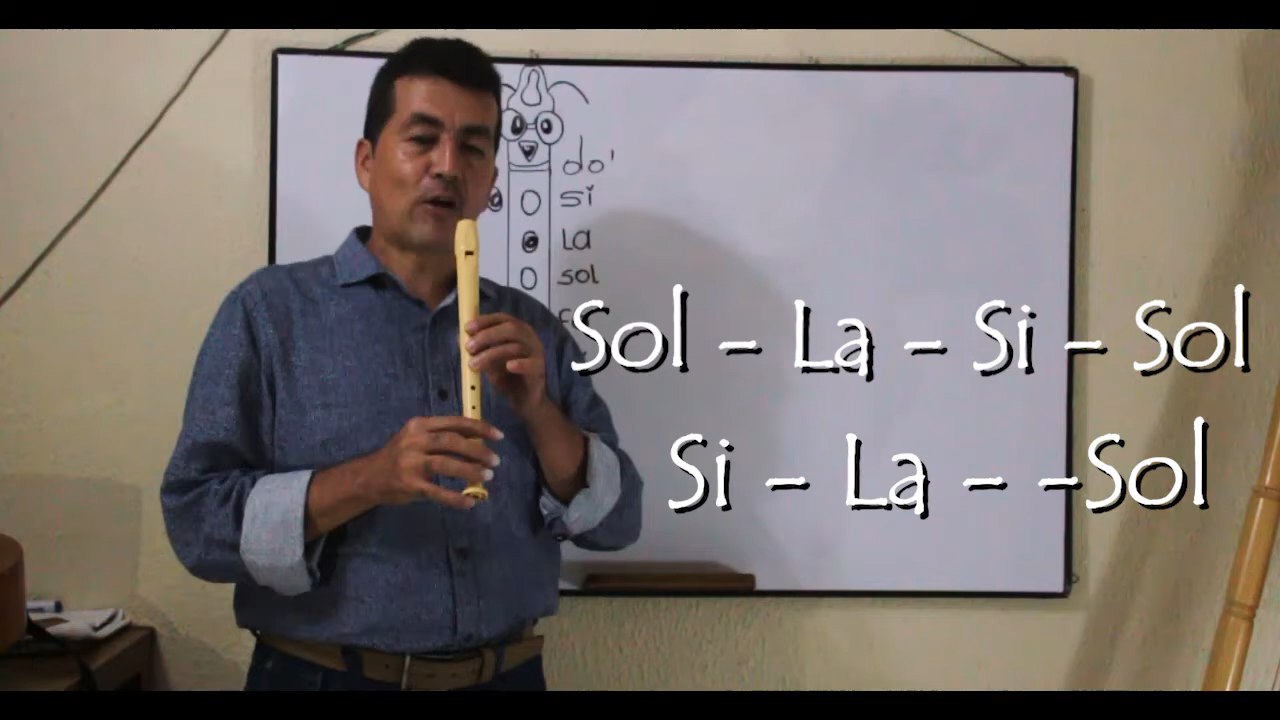 do'
si
La
sol
Sol - La - Si - Sol
Si - La - -Sol